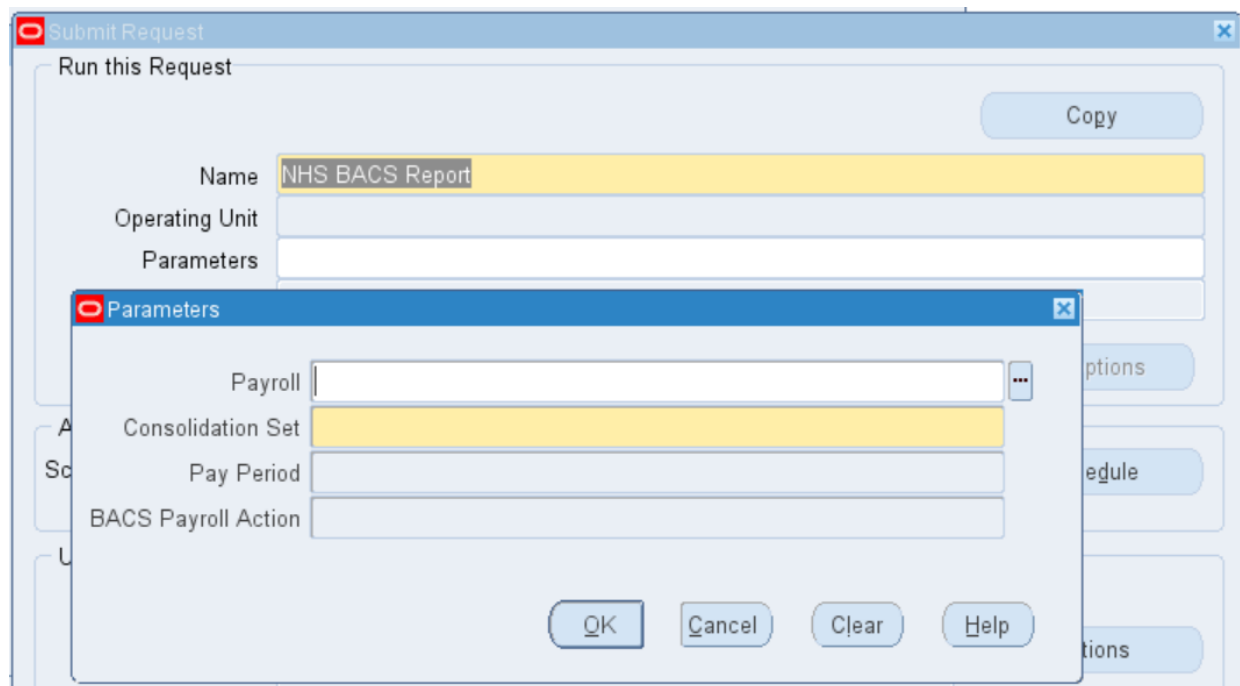 Submit Request
Run this Request
Copy
Name NHS BACS Report
Operating Unit
Parameters
Parameters
Payroll
ptions
Consolidation Set
Pay Period
edule
BACS Payroll Action
OK Cancel Clear Help
tions